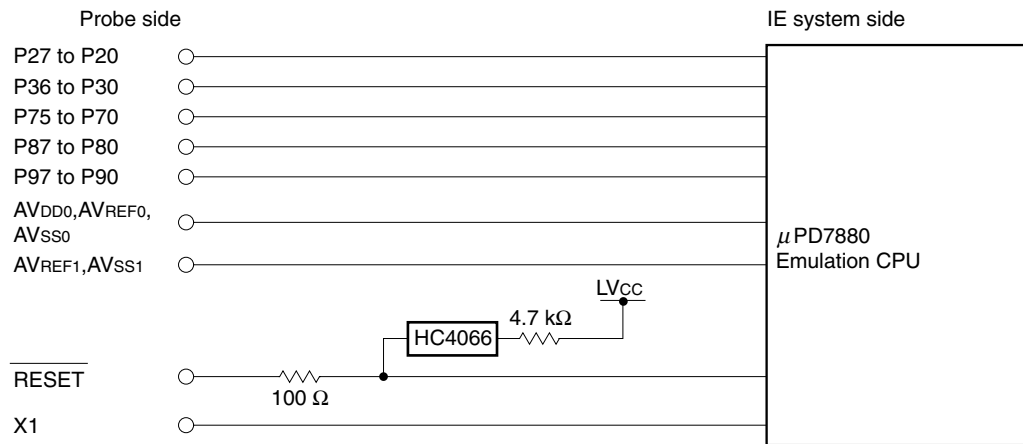 Probe side
IE system side
P27 to P20
P36 to P30
P75 to P70
P87 to P80
P97 to P90
AVDD0,AVREF0,
AVSS0
AVREF1,AVSS1
μPD7880
Emulation CPU
LVCC
4.7 kΩ
HC4066
RESET
100 Ω
X1